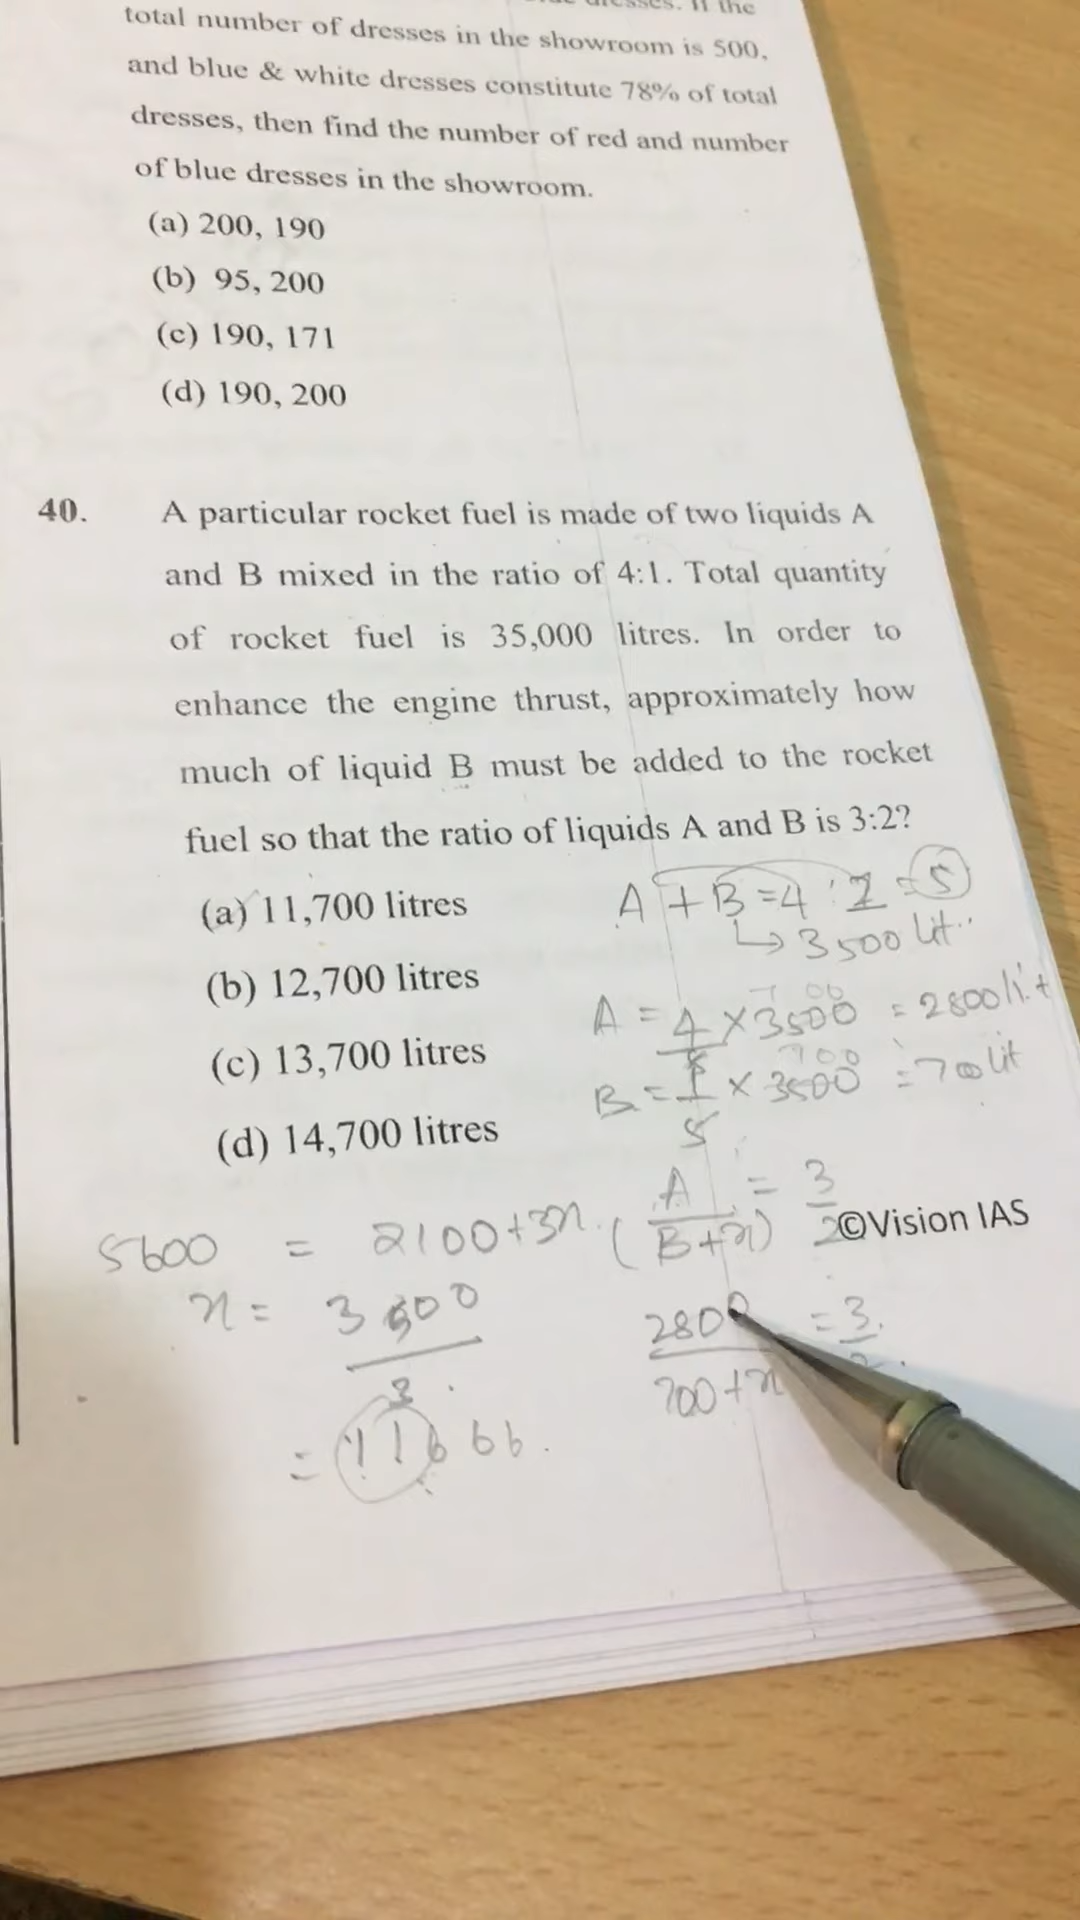 If the
total number of dresses in the showroom is 500,
and blue & white dresses constitute 78% of total
dresses, then find the number of red and number
of blue dresses in the showroom.
(a) 200, 190
(b) 95, 200
(c) 190, 171
(d) 190, 200
40. A particular rocket fuel is made of two liquids A
and B mixed in the ratio of 4:1. Total quantity
of rocket fuel is 35,000 litres. In order to
enhance the engine thrust, approximately how
much of liquid B must be added to the rocket
fuel so that the ratio of liquids A and B is 3:2?
(a) 11,700 litres
(b) 12,700 litres
(c) 13,700 litres
(d) 14,700 litres
A + B = 4 : 1 = 5
↳ 3500 lit..
A = 4/5 × 3500 700 = 2800 lit
B = 1/5 × 3500 700 = 700 lit
A/(B+x) = 3/2
©Vision IAS
5600 = 2100+3x
2800/700+x = 3/2
x = 3500/3
= 11666.